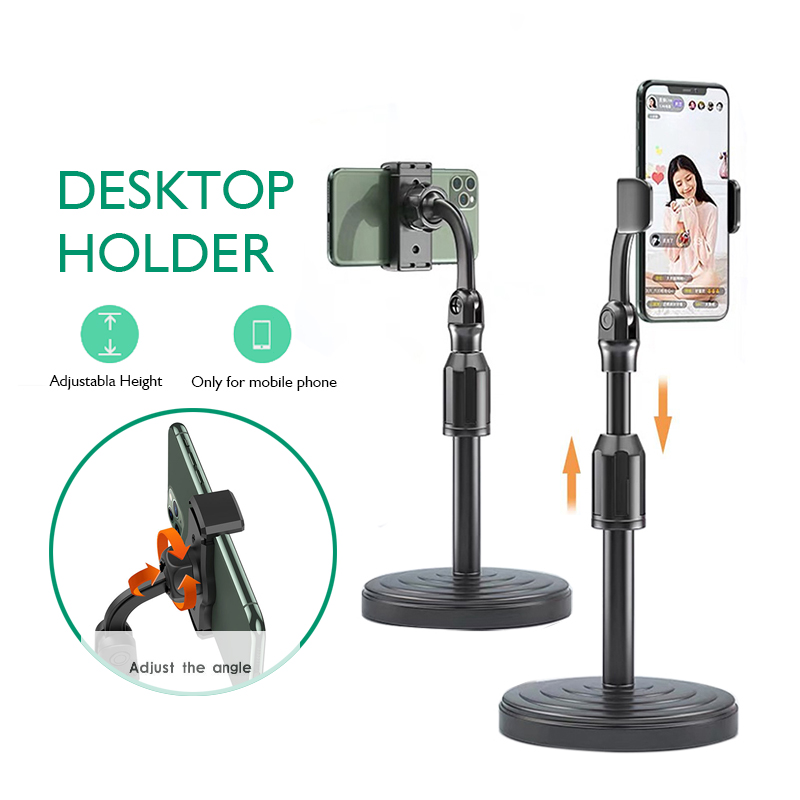 DESKTOP
HOLDER
Adjustabla Height
Only for mobile phone
Adjust the angle